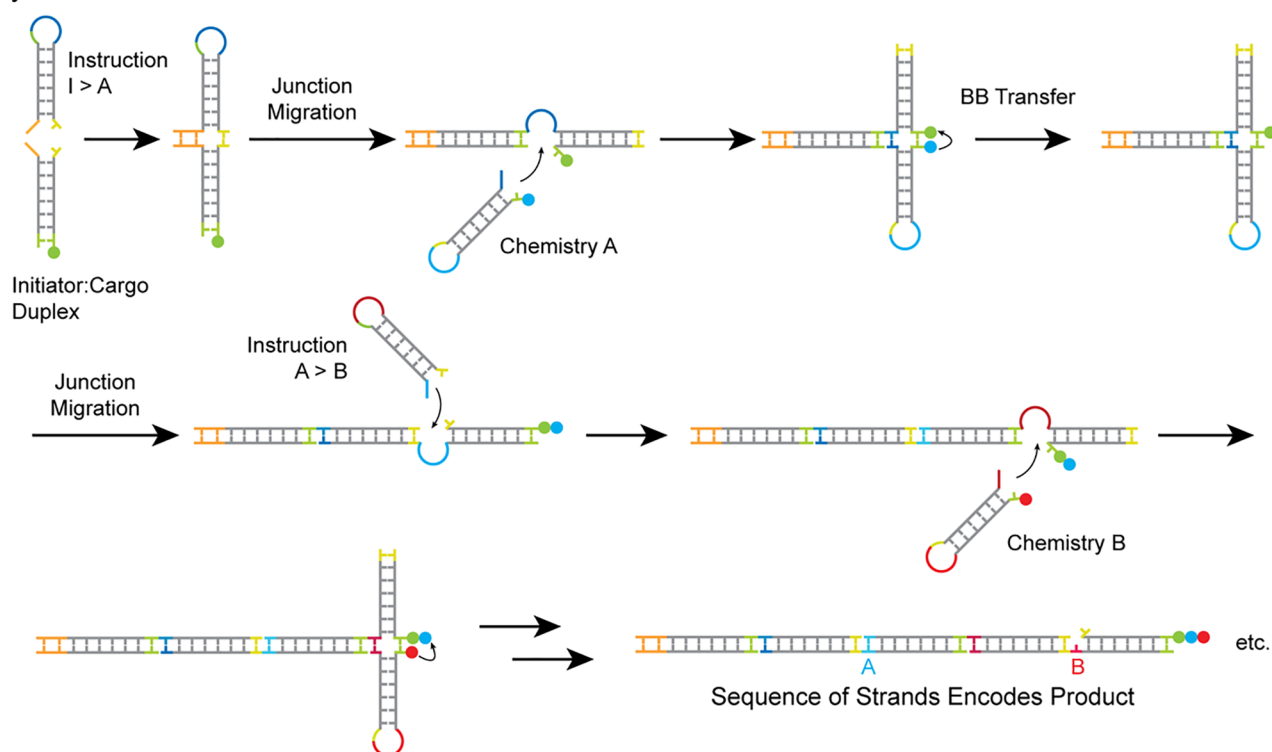 Instruction
I > A
Junction
Migration
BB Transfer
Chemistry A
Initiator:Cargo
Duplex
Instruction
A > B
Junction
Migration
Chemistry B
etc.
A
B
Sequence of Strands Encodes Product